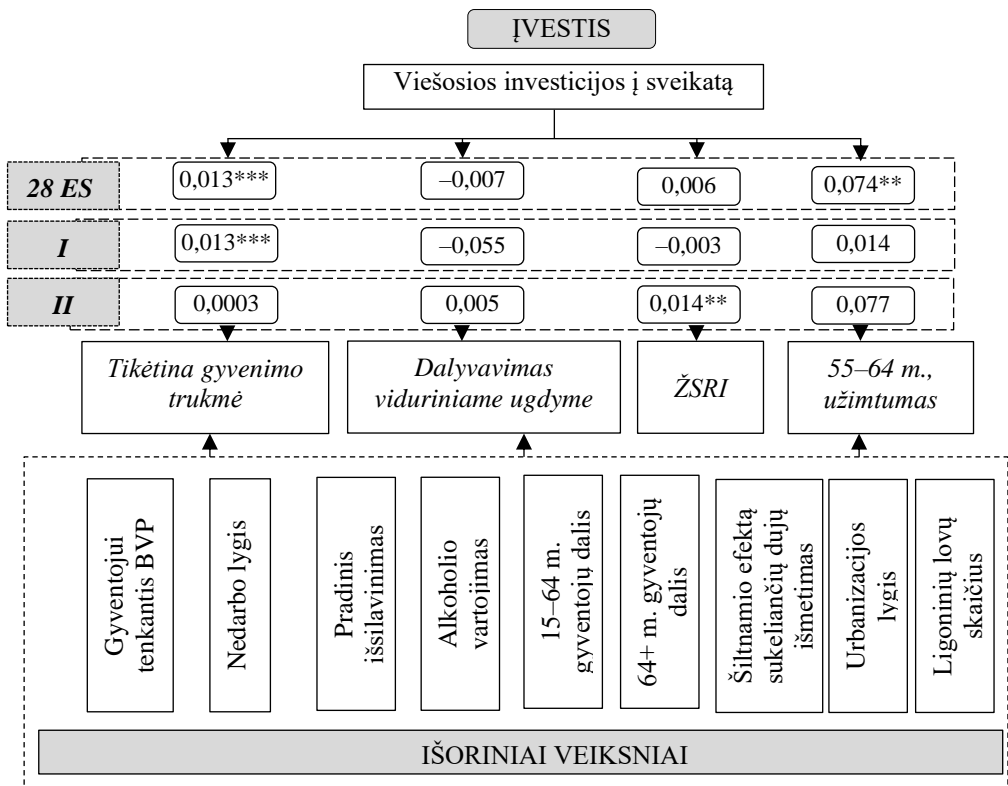 ĮVESTIS
Viešosios investicijos į sveikatą
28 ES
0,013***
–0,007
0,006
0,074**
I
0,013***
–0,055
–0,003
0,014
II
0,0003
0,005
0,014**
0,077
Tikėtina gyvenimo
trukmė
Dalyvavimas
viduriniame ugdyme
ŽSRI
55–64 m.,
užimtumas
Gyventojui
tenkantis BVP
Nedarbo lygis
Pradinis
išsilavinimas
Alkoholio
vartojimas
15–64 m.
gyventojų dalis
64+ m. gyventojų
dalis
Šiltnamio efektą
sukeliančių dujų
išmetimas
Urbanizacijos
lygis
Ligoninių lovų
skaičius
IŠORINIAI VEIKSNIAI